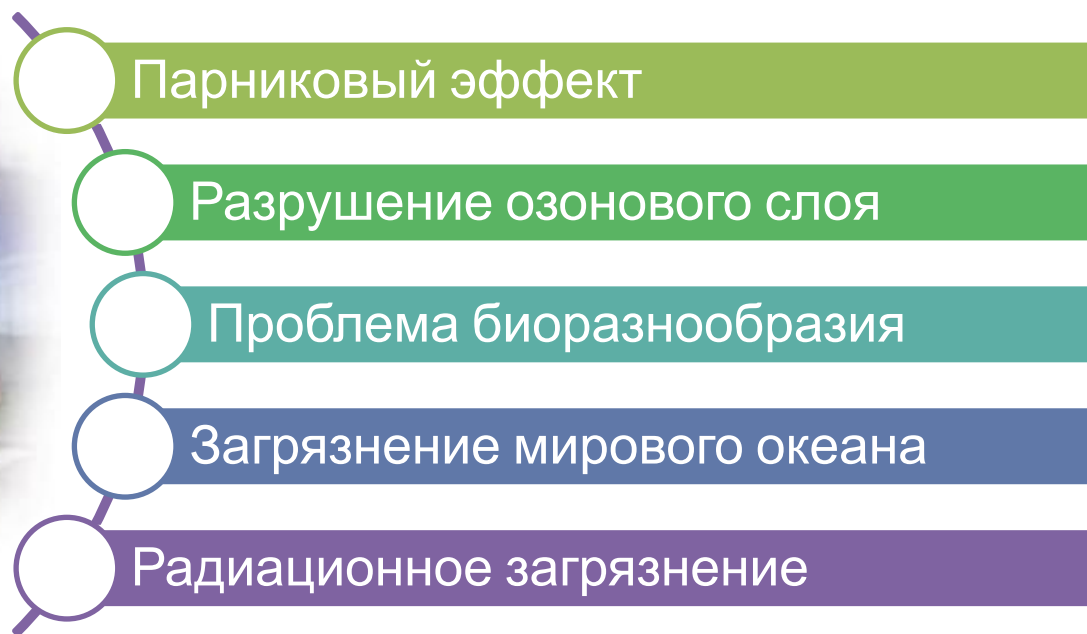 Парниковый эффект
Разрушение озонового слоя
Проблема биоразнообразия
Загрязнение мирового океана
Радиационное загрязнение